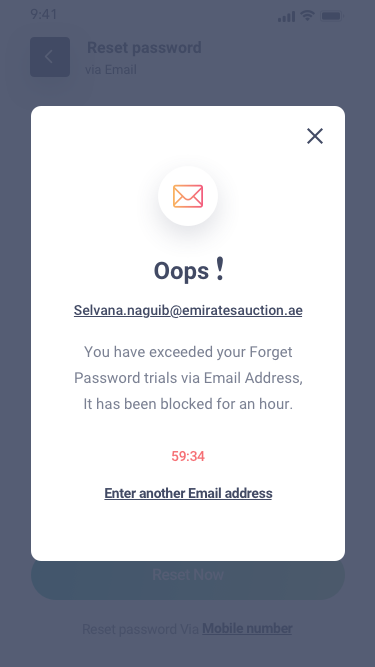 9:41
Reset password
via Email
Oops !
Selvana.naguib@emiratesauction.ae
You have exceeded your Forget
Password trials via Email Address,
It has been blocked for an hour.
59:34
Enter another Email address
Reset Now
Reset password Via Mobile number